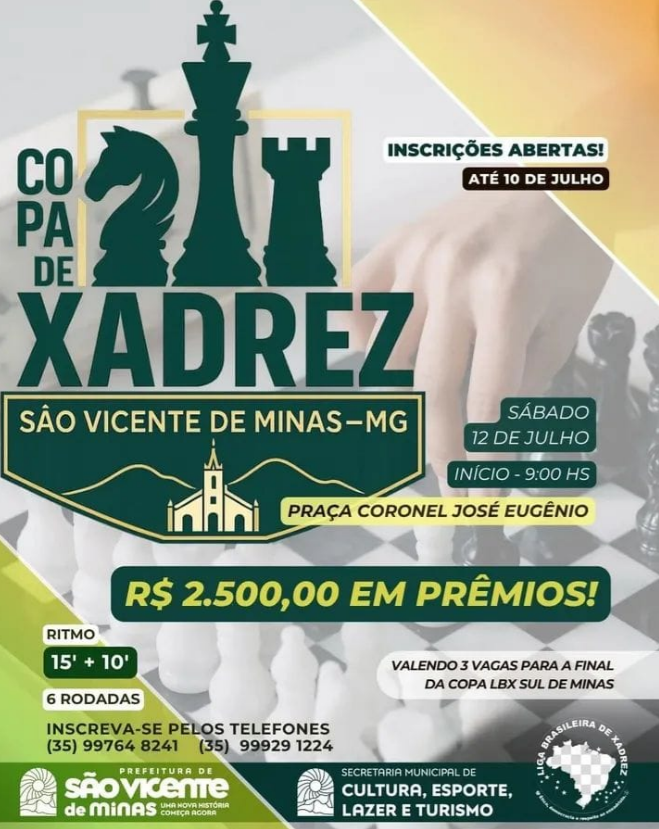 CO
PA
DE
XADREZ
SÃO VICENTE DE MINAS-MG
INSCRIÇÕES ABERTAS!
ATÉ 10 DE JULHO
SÁBADO
12 DE JULHO
INÍCIO - 9:00 HS
PRAÇA CORONEL JOSÉ EUGÊNIO
R$ 2.500,00 EM PRÊMIOS!
RITMO
15' + 10'
6 RODADAS
VALENDO 3 VAGAS PARA A FINAL
DA COPA LBX SUL DE MINAS
INSCREVA-SE PELOS TELEFONES
(35) 99764 8241 (35) 99929 1224
PREFEITURA DE
SÃO VICENTE
de MINAS
UMA NOVA HISTÓRIA
COMEÇA AGORA
SECRETARIA MUNICIPAL DE
CULTURA, ESPORTE,
LAZER E TURISMO
LIGA BRASILEIRA DE XADREZ